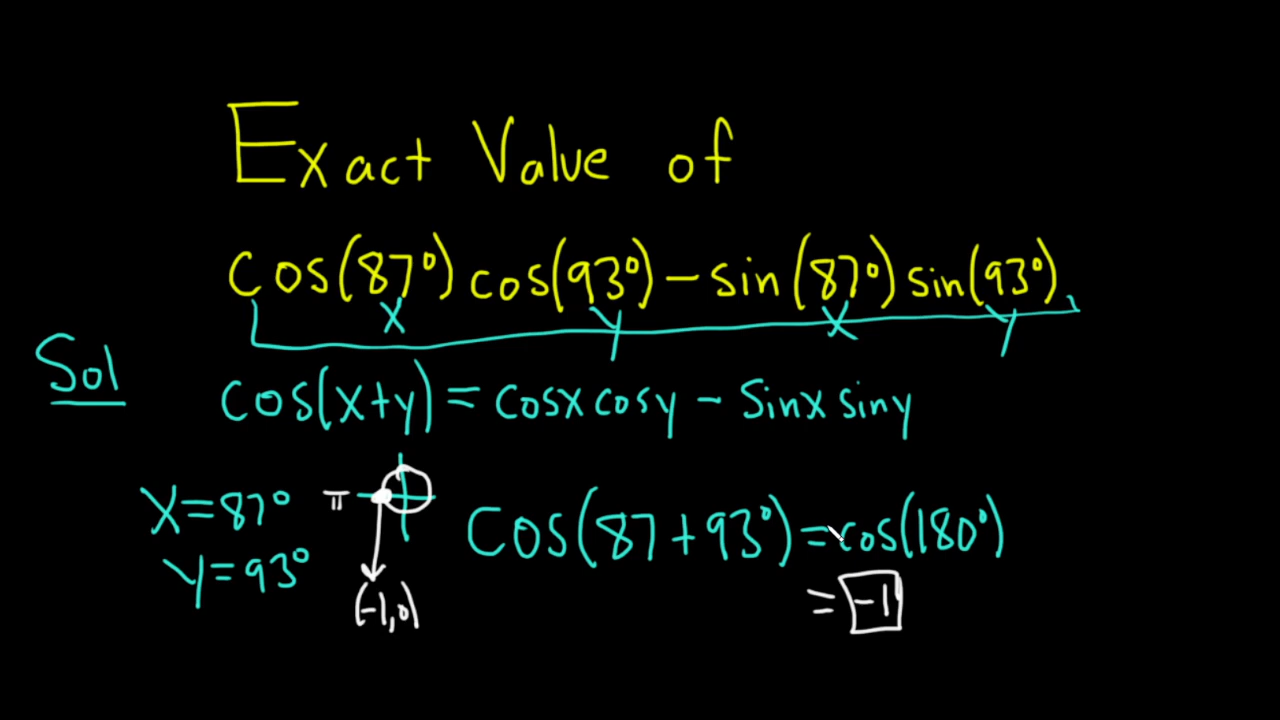 Exact Value of
Cos(87°) cos(93°) - sin(87°) sin(93°)
X Y X Y
Sol
cos(x+y) = cosx cosy - sinx siny
X=87° π Cos(87+93°) = cos(180°)
Y=93°
(-1,0) = -1